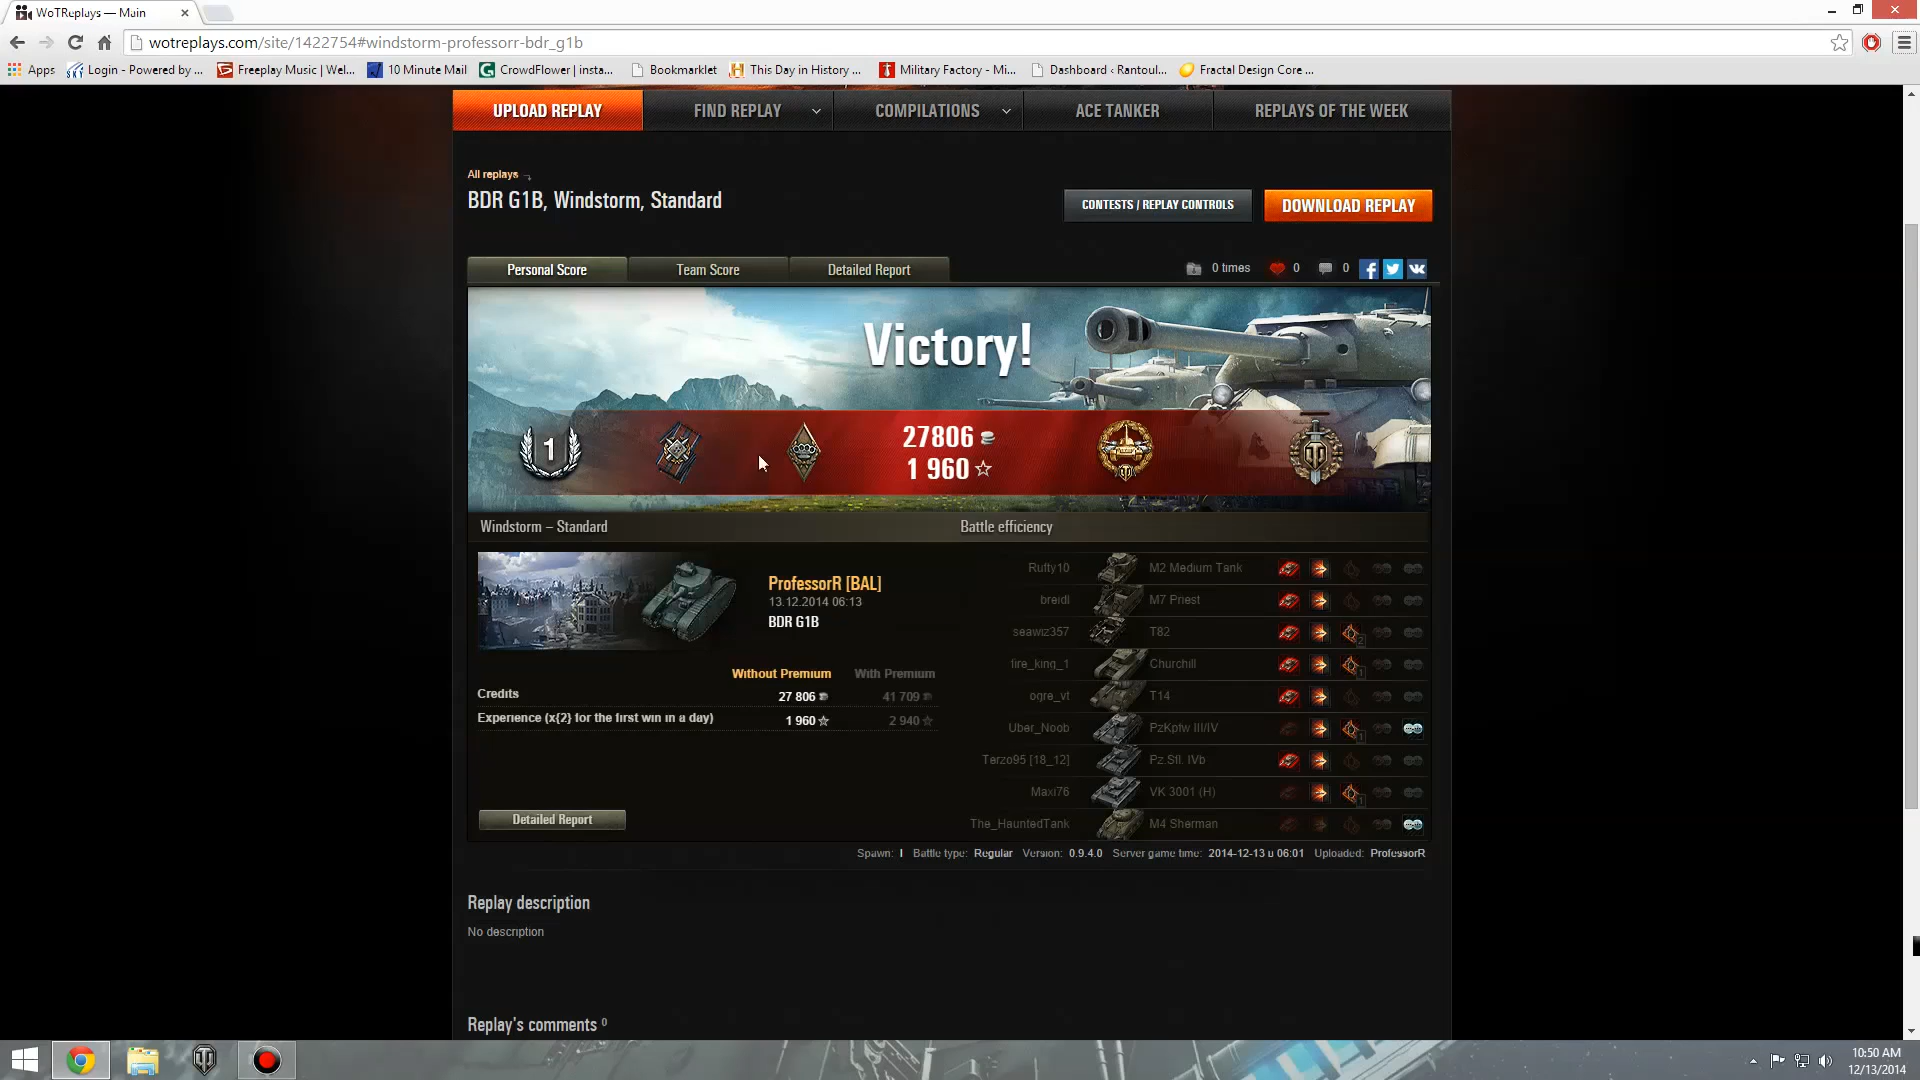 WoTReplays — Main
wotreplays.com/site/1422754#windstorm-professorr-bdr_g1b
Apps
Login - Powered by ...
Freeplay Music | Wel...
10 Minute Mail
CrowdFlower | insta...
Bookmarklet
This Day in History ...
Military Factory - Mi...
Dashboard ‹ Rantoul...
Fractal Design Core ...
UPLOAD REPLAY
FIND REPLAY
COMPILATIONS
ACE TANKER
REPLAYS OF THE WEEK
All replays
BDR G1B, Windstorm, Standard
CONTESTS / REPLAY CONTROLS
DOWNLOAD REPLAY
Personal Score
Team Score
Detailed Report
0 times
0
0
Victory!
1
27806
1 960
Windstorm – Standard
Battle efficiency
ProfessorR [BAL]
13.12.2014 06:13
BDR G1B
Without Premium
With Premium
Credits
27 806
41 709
Experience (x{2} for the first win in a day)
1 960
2 940
Detailed Report
Rufty10
M2 Medium Tank
breidl
M7 Priest
seawiz357
T82
2
fire_king_1
Churchill
1
ogre_vt
T14
Uber_Noob
PzKpfw III/IV
1
Terzo95 [18_12]
Pz.Sfl. IVb
Maxi76
VK 3001 (H)
1
The_HauntedTank
M4 Sherman
Spawn: I Battle type: Regular Version: 0.9.4.0 Server game time: 2014-12-13 в 06:01 Uploaded: ProfessorR
Replay description
No description
Replay's comments 0
10:50 AM
12/13/2014